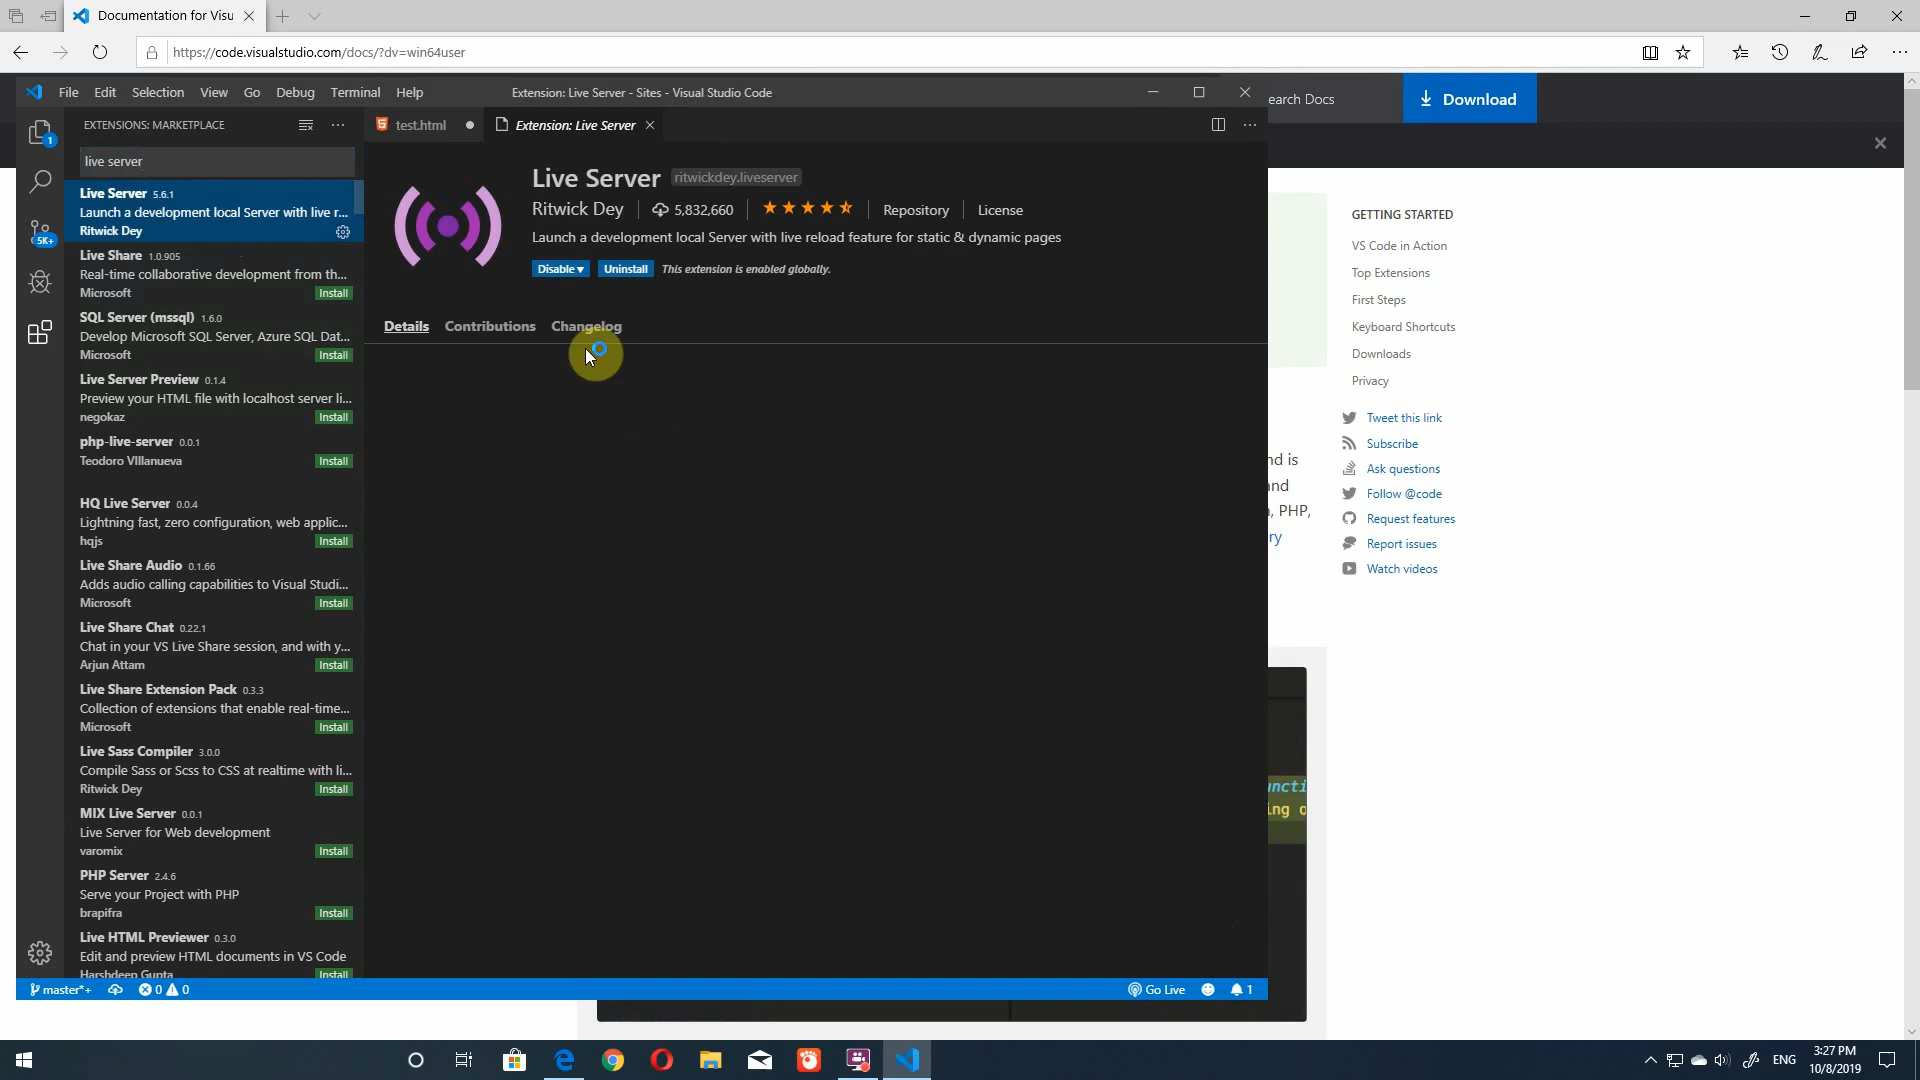 Documentation for Visu
https://code.visualstudio.com/docs/?dv=win64user
File Edit Selection View Go Debug Terminal Help
Extension: Live Server - Sites - Visual Studio Code
earch Docs
Download
EXTENSIONS: MARKETPLACE
live server
Live Server 5.6.1
Launch a development local Server with live r...
Ritwick Dey
Live Share 1.0.905
Real-time collaborative development from th...
Microsoft Install
SQL Server (mssql) 1.6.0
Develop Microsoft SQL Server, Azure SQL Dat...
Microsoft Install
Live Server Preview 0.1.4
Preview your HTML file with localhost server li...
negokaz Install
php-live-server 0.0.1
Teodoro VIllanueva Install
HQ Live Server 0.0.4
Lightning fast, zero configuration, web applic...
hqjs Install
Live Share Audio 0.1.66
Adds audio calling capabilities to Visual Studi...
Microsoft Install
Live Share Chat 0.22.1
Chat in your VS Live Share session, and with y...
Arjun Attam Install
Live Share Extension Pack 0.3.3
Collection of extensions that enable real-time...
Microsoft Install
Live Sass Compiler 3.0.0
Compile Sass or Scss to CSS at realtime with li...
Ritwick Dey Install
MIX Live Server 0.0.1
Live Server for Web development
varomix Install
PHP Server 2.4.6
Serve your Project with PHP
brapifra Install
Live HTML Previewer 0.3.0
Edit and preview HTML documents in VS Code
Harshdeep Gupta Install
1
5K+
test.html
Extension: Live Server
Live Server ritwickdey.liveserver
Ritwick Dey 5,832,660 Repository License
Launch a development local Server with live reload feature for static & dynamic pages
Disable Uninstall This extension is enabled globally.
Details Contributions Changelog
master*+ 0 0
Go Live 1
nd is
and
, PHP,
ry
uncti
ing o
GETTING STARTED
VS Code in Action
Top Extensions
First Steps
Keyboard Shortcuts
Downloads
Privacy
Tweet this link
Subscribe
Ask questions
Follow @code
Request features
Report issues
Watch videos
ENG
3:27 PM
10/8/2019